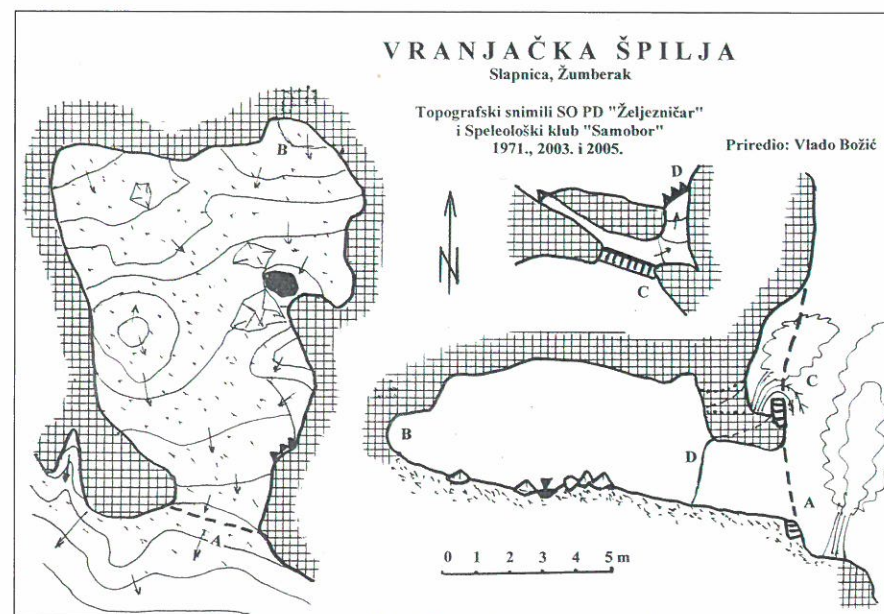 VRANJAČKA ŠPILJA
Slapnica, Žumberak
Topografski snimili SO PD "Željezničar"
i Speleološki klub "Samobor"
1971., 2003. i 2005.
Priredio: Vlado Božić
B
A
N
D
C
B
D
C
A
0 1 2 3 4 5 m